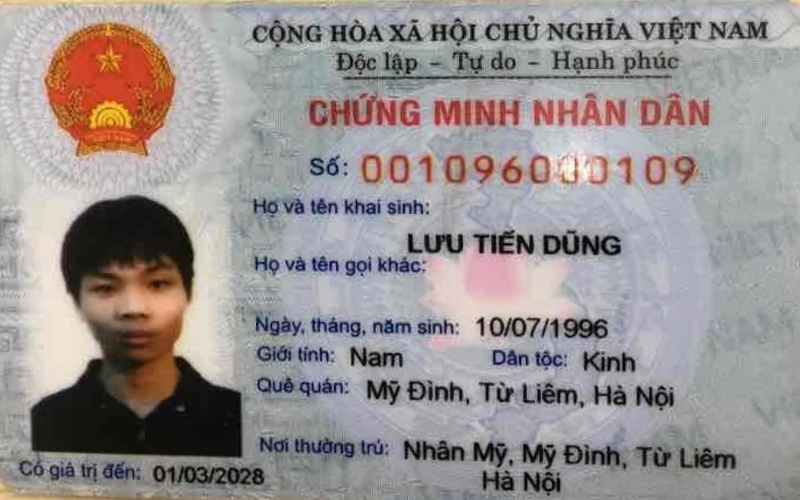 CỘNG HÒA XÃ HỘI CHỦ NGHĨA VIỆT NAM
Độc lập - Tự do - Hạnh phúc
CHỨNG MINH NHÂN DÂN
Số: 001096000109
Họ và tên khai sinh:
LƯU TIẾN DŨNG
Họ và tên gọi khác:
Ngày, tháng, năm sinh: 10/07/1996
Giới tính: Nam Dân tộc: Kinh
Quê quán: Mỹ Đình, Từ Liêm, Hà Nội
Nơi thường trú: Nhân Mỹ, Mỹ Đình, Từ Liêm
Hà Nội
Có giá trị đến: 01/03/2028